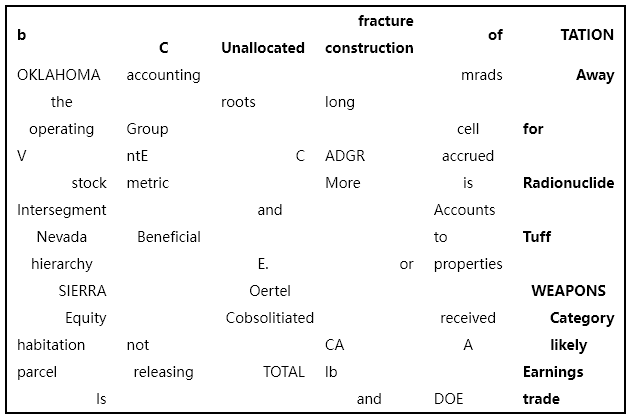 b C Unallocated fracture construction of TATION
OKLAHOMA accounting mrads Away
the roots long
operating Group cell for
V ntE C ADGR accrued
stock metric More is Radionuclide
Intersegment and Accounts
Nevada Beneficial to Tuff
hierarchy E. or properties
SIERRA Oertel WEAPONS
Equity Cobsolitiated received Category
habitation not CA A likely
parcel releasing TOTAL lb Earnings
Is and DOE trade